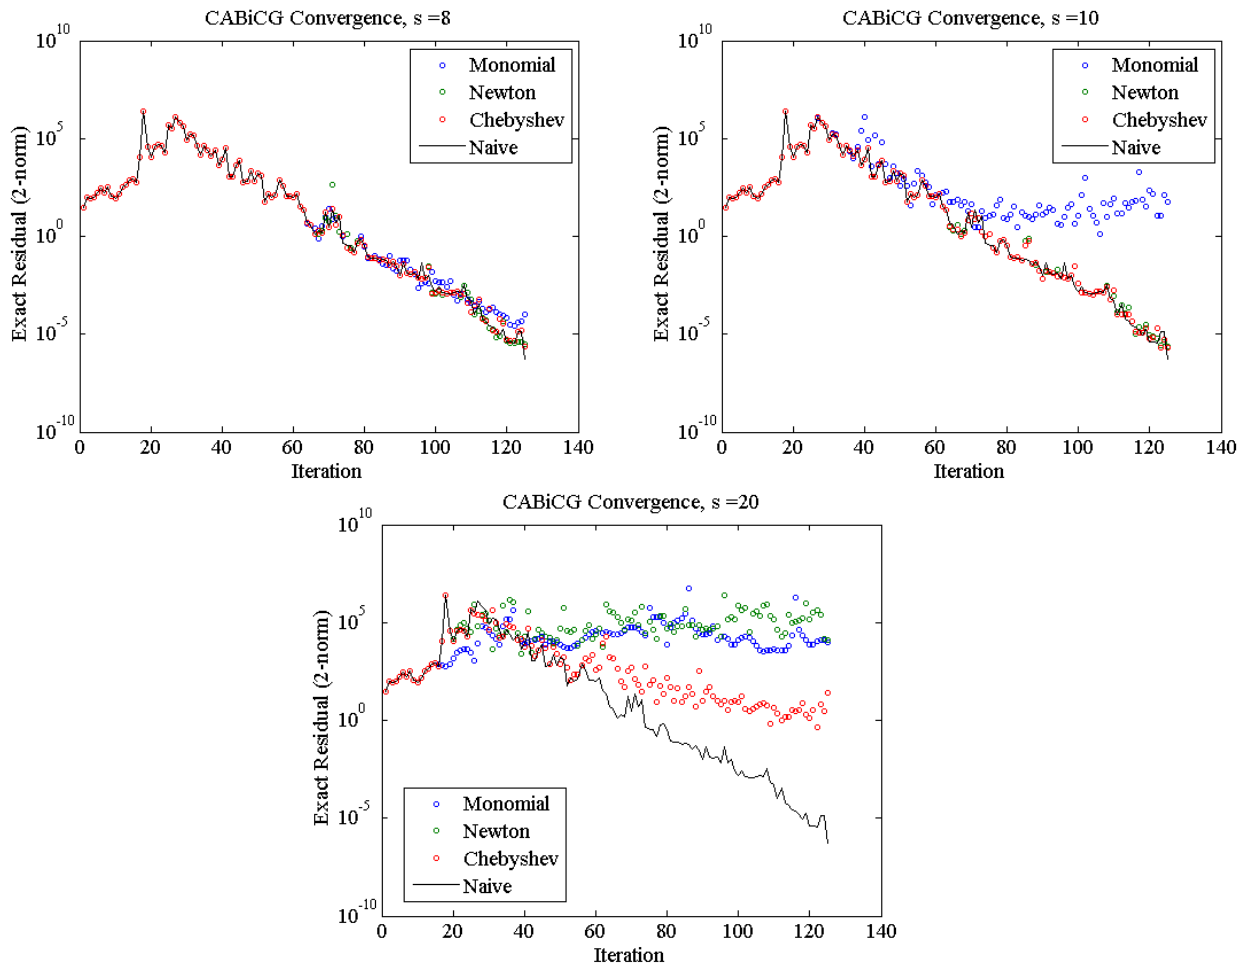 CABiCG Convergence, s =8
10^10
10^5
10^0
10^-5
10^-10
Exact Residual (2-norm)
0 20 40 60 80 100 120 140
Iteration
Monomial
Newton
Chebyshev
Naive
CABiCG Convergence, s =10
10^10
10^5
10^0
10^-5
10^-10
Exact Residual (2-norm)
0 20 40 60 80 100 120 140
Iteration
Monomial
Newton
Chebyshev
Naive
CABiCG Convergence, s =20
10^10
10^5
10^0
10^-5
10^-10
Exact Residual (2-norm)
0 20 40 60 80 100 120 140
Iteration
Monomial
Newton
Chebyshev
Naive